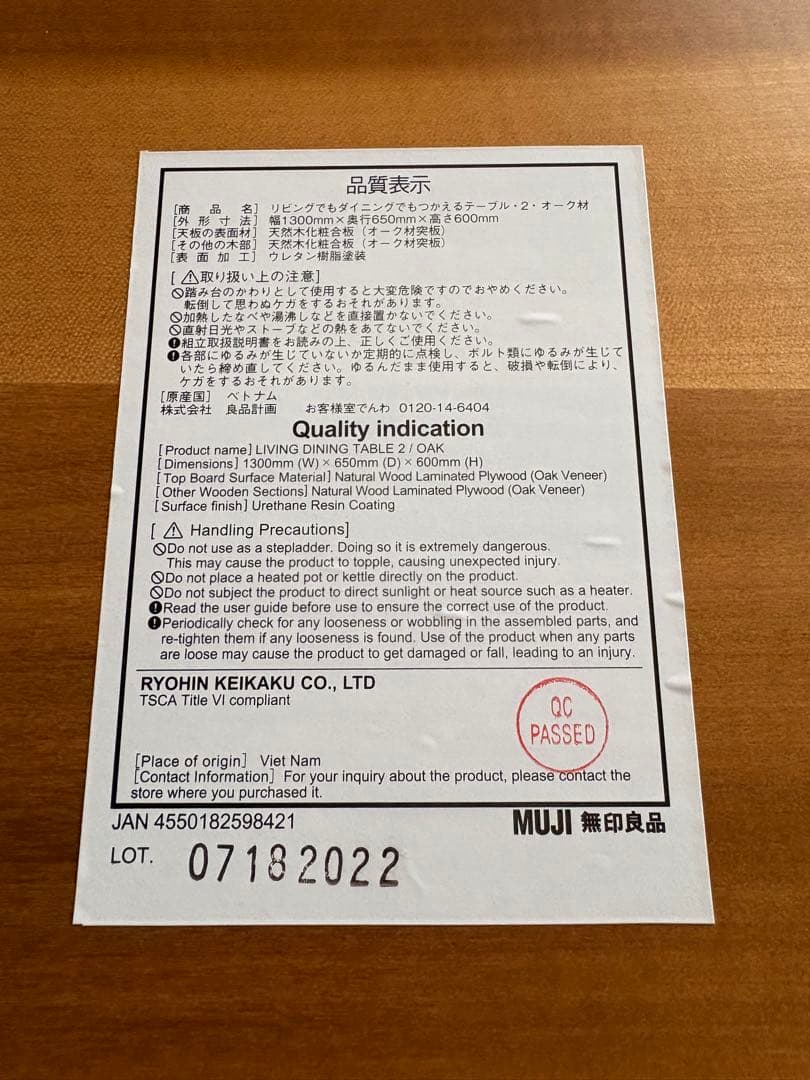 品質表示
[商品名] リビングでもダイニングでもつかえるテーブル・2・オーク材
[外形寸法] 幅1300mm×奥行650mm×高さ600mm
[天板の表面材] 天然木化粧合板(オーク材突板)
[その他の木部] 天然木化粧合板(オーク材突板)
[表面加工] ウレタン樹脂塗装
[⚠取り扱い上の注意]
踏み台のかわりとして使用すると大変危険ですのでおやめください。
転倒して思わぬケガをするおそれがあります。
加熱したなべや湯沸しなどを直接置かないでください。
直射日光やストーブなどの熱をあてないでください。
組立取扱説明書をお読みの上、正しくご使用ください。
各部にゆるみが生じていないか定期的に点検し、ボルト類にゆるみが生じて
いたら締め直してください。ゆるんだまま使用すると、破損や転倒により、
ケガをするおそれがあります。
[原産国] ベトナム
株式会社 良品計画 お客様室でんわ 0120-14-6404
Quality indication
[Product name] LIVING DINING TABLE 2 / OAK
[Dimensions] 1300mm (W) × 650mm (D) × 600mm (H)
[Top Board Surface Material] Natural Wood Laminated Plywood (Oak Veneer)
[Other Wooden Sections] Natural Wood Laminated Plywood (Oak Veneer)
[Surface finish] Urethane Resin Coating
[⚠ Handling Precautions]
Do not use as a stepladder. Doing so it is extremely dangerous.
This may cause the product to topple, causing unexpected injury.
Do not place a heated pot or kettle directly on the product.
Do not subject the product to direct sunlight or heat source such as a heater.
Read the user guide before use to ensure the correct use of the product.
Periodically check for any looseness or wobbling in the assembled parts, and
re-tighten them if any looseness is found. Use of the product when any parts
are loose may cause the product to get damaged or fall, leading to an injury.
RYOHIN KEIKAKU CO., LTD
TSCA Title VI compliant
QC
PASSED
[Place of origin] Viet Nam
[Contact Information] For your inquiry about the product, please contact the
store where you purchased it.
JAN 4550182598421
MUJI 無印良品
LOT. 07182022